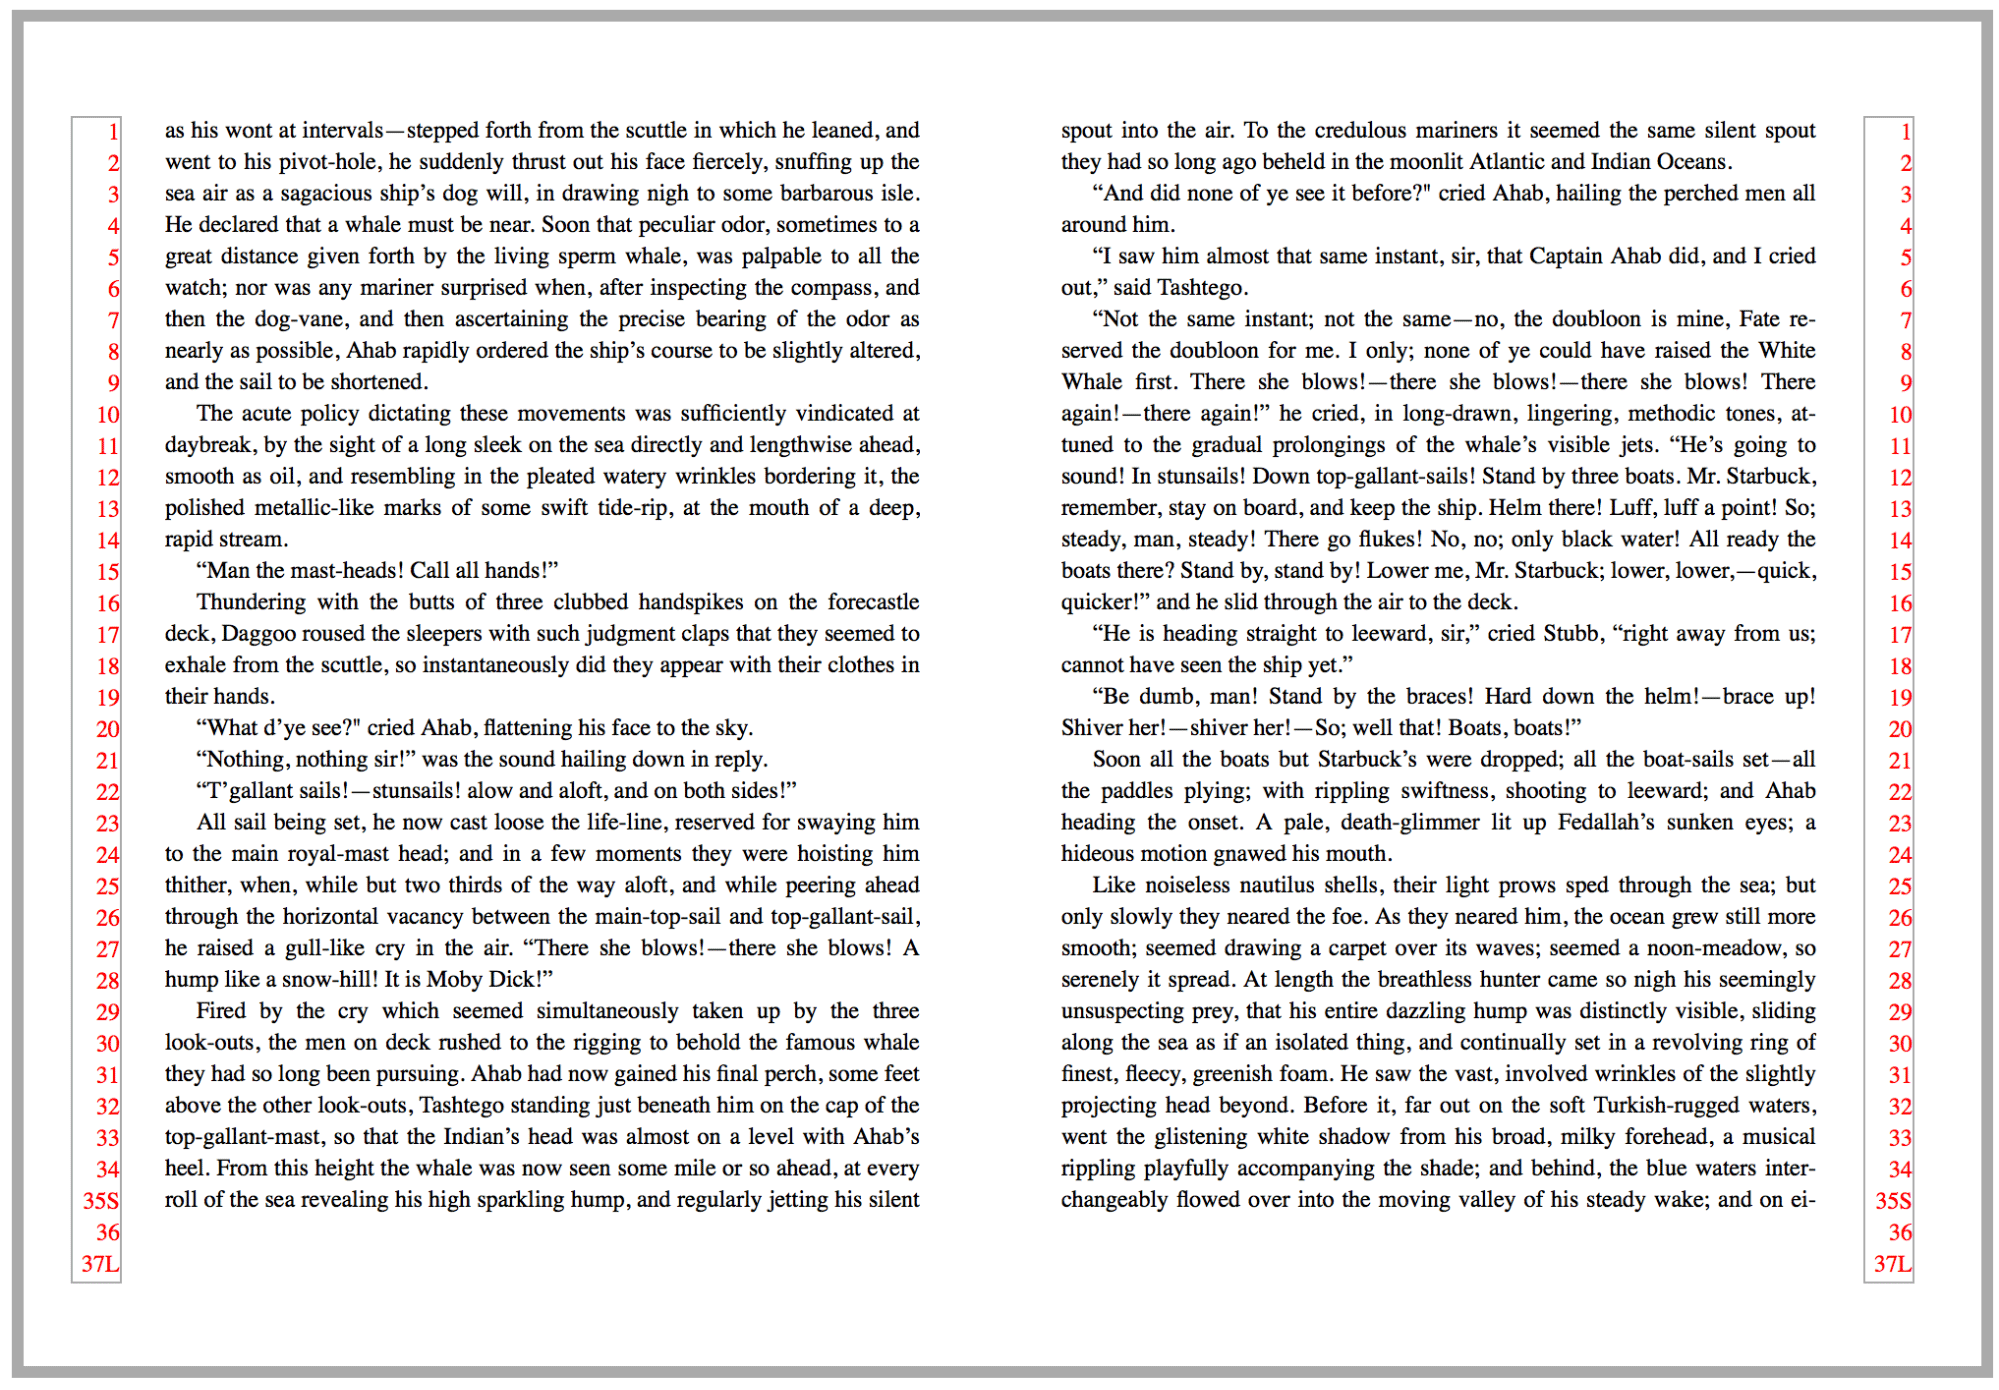 1 as his wont at intervals—stepped forth from the scuttle in which he leaned, and
2 went to his pivot-hole, he suddenly thrust out his face fiercely, snuffing up the
3 sea air as a sagacious ship’s dog will, in drawing nigh to some barbarous isle.
4 He declared that a whale must be near. Soon that peculiar odor, sometimes to a
5 great distance given forth by the living sperm whale, was palpable to all the
6 watch; nor was any mariner surprised when, after inspecting the compass, and
7 then the dog-vane, and then ascertaining the precise bearing of the odor as
8 nearly as possible, Ahab rapidly ordered the ship’s course to be slightly altered,
9 and the sail to be shortened.
10 The acute policy dictating these movements was sufficiently vindicated at
11 daybreak, by the sight of a long sleek on the sea directly and lengthwise ahead,
12 smooth as oil, and resembling in the pleated watery wrinkles bordering it, the
13 polished metallic-like marks of some swift tide-rip, at the mouth of a deep,
14 rapid stream.
15 “Man the mast-heads! Call all hands!”
16 Thundering with the butts of three clubbed handspikes on the forecastle
17 deck, Daggoo roused the sleepers with such judgment claps that they seemed to
18 exhale from the scuttle, so instantaneously did they appear with their clothes in
19 their hands.
20 “What d’ye see?" cried Ahab, flattening his face to the sky.
21 “Nothing, nothing sir!” was the sound hailing down in reply.
22 “T’gallant sails!—stunsails! alow and aloft, and on both sides!”
23 All sail being set, he now cast loose the life-line, reserved for swaying him
24 to the main royal-mast head; and in a few moments they were hoisting him
25 thither, when, while but two thirds of the way aloft, and while peering ahead
26 through the horizontal vacancy between the main-top-sail and top-gallant-sail,
27 he raised a gull-like cry in the air. “There she blows!—there she blows! A
28 hump like a snow-hill! It is Moby Dick!”
29 Fired by the cry which seemed simultaneously taken up by the three
30 look-outs, the men on deck rushed to the rigging to behold the famous whale
31 they had so long been pursuing. Ahab had now gained his final perch, some feet
32 above the other look-outs, Tashtego standing just beneath him on the cap of the
33 top-gallant-mast, so that the Indian’s head was almost on a level with Ahab’s
34 heel. From this height the whale was now seen some mile or so ahead, at every
35S roll of the sea revealing his high sparkling hump, and regularly jetting his silent
36
37L
spout into the air. To the credulous mariners it seemed the same silent spout 1
they had so long ago beheld in the moonlit Atlantic and Indian Oceans. 2
“And did none of ye see it before?" cried Ahab, hailing the perched men all 3
around him. 4
“I saw him almost that same instant, sir, that Captain Ahab did, and I cried 5
out,” said Tashtego. 6
“Not the same instant; not the same—no, the doubloon is mine, Fate re- 7
served the doubloon for me. I only; none of ye could have raised the White 8
Whale first. There she blows!—there she blows!—there she blows! There 9
again!—there again!” he cried, in long-drawn, lingering, methodic tones, at- 10
tuned to the gradual prolongings of the whale’s visible jets. “He’s going to 11
sound! In stunsails! Down top-gallant-sails! Stand by three boats. Mr. Starbuck, 12
remember, stay on board, and keep the ship. Helm there! Luff, luff a point! So; 13
steady, man, steady! There go flukes! No, no; only black water! All ready the 14
boats there? Stand by, stand by! Lower me, Mr. Starbuck; lower, lower,—quick, 15
quicker!” and he slid through the air to the deck. 16
“He is heading straight to leeward, sir,” cried Stubb, “right away from us; 17
cannot have seen the ship yet.” 18
“Be dumb, man! Stand by the braces! Hard down the helm!—brace up! 19
Shiver her!—shiver her!—So; well that! Boats, boats!” 20
Soon all the boats but Starbuck’s were dropped; all the boat-sails set—all 21
the paddles plying; with rippling swiftness, shooting to leeward; and Ahab 22
heading the onset. A pale, death-glimmer lit up Fedallah’s sunken eyes; a 23
hideous motion gnawed his mouth. 24
Like noiseless nautilus shells, their light prows sped through the sea; but 25
only slowly they neared the foe. As they neared him, the ocean grew still more 26
smooth; seemed drawing a carpet over its waves; seemed a noon-meadow, so 27
serenely it spread. At length the breathless hunter came so nigh his seemingly 28
unsuspecting prey, that his entire dazzling hump was distinctly visible, sliding 29
along the sea as if an isolated thing, and continually set in a revolving ring of 30
finest, fleecy, greenish foam. He saw the vast, involved wrinkles of the slightly 31
projecting head beyond. Before it, far out on the soft Turkish-rugged waters, 32
went the glistening white shadow from his broad, milky forehead, a musical 33
rippling playfully accompanying the shade; and behind, the blue waters inter- 34
changeably flowed over into the moving valley of his steady wake; and on ei- 35S
36
37L